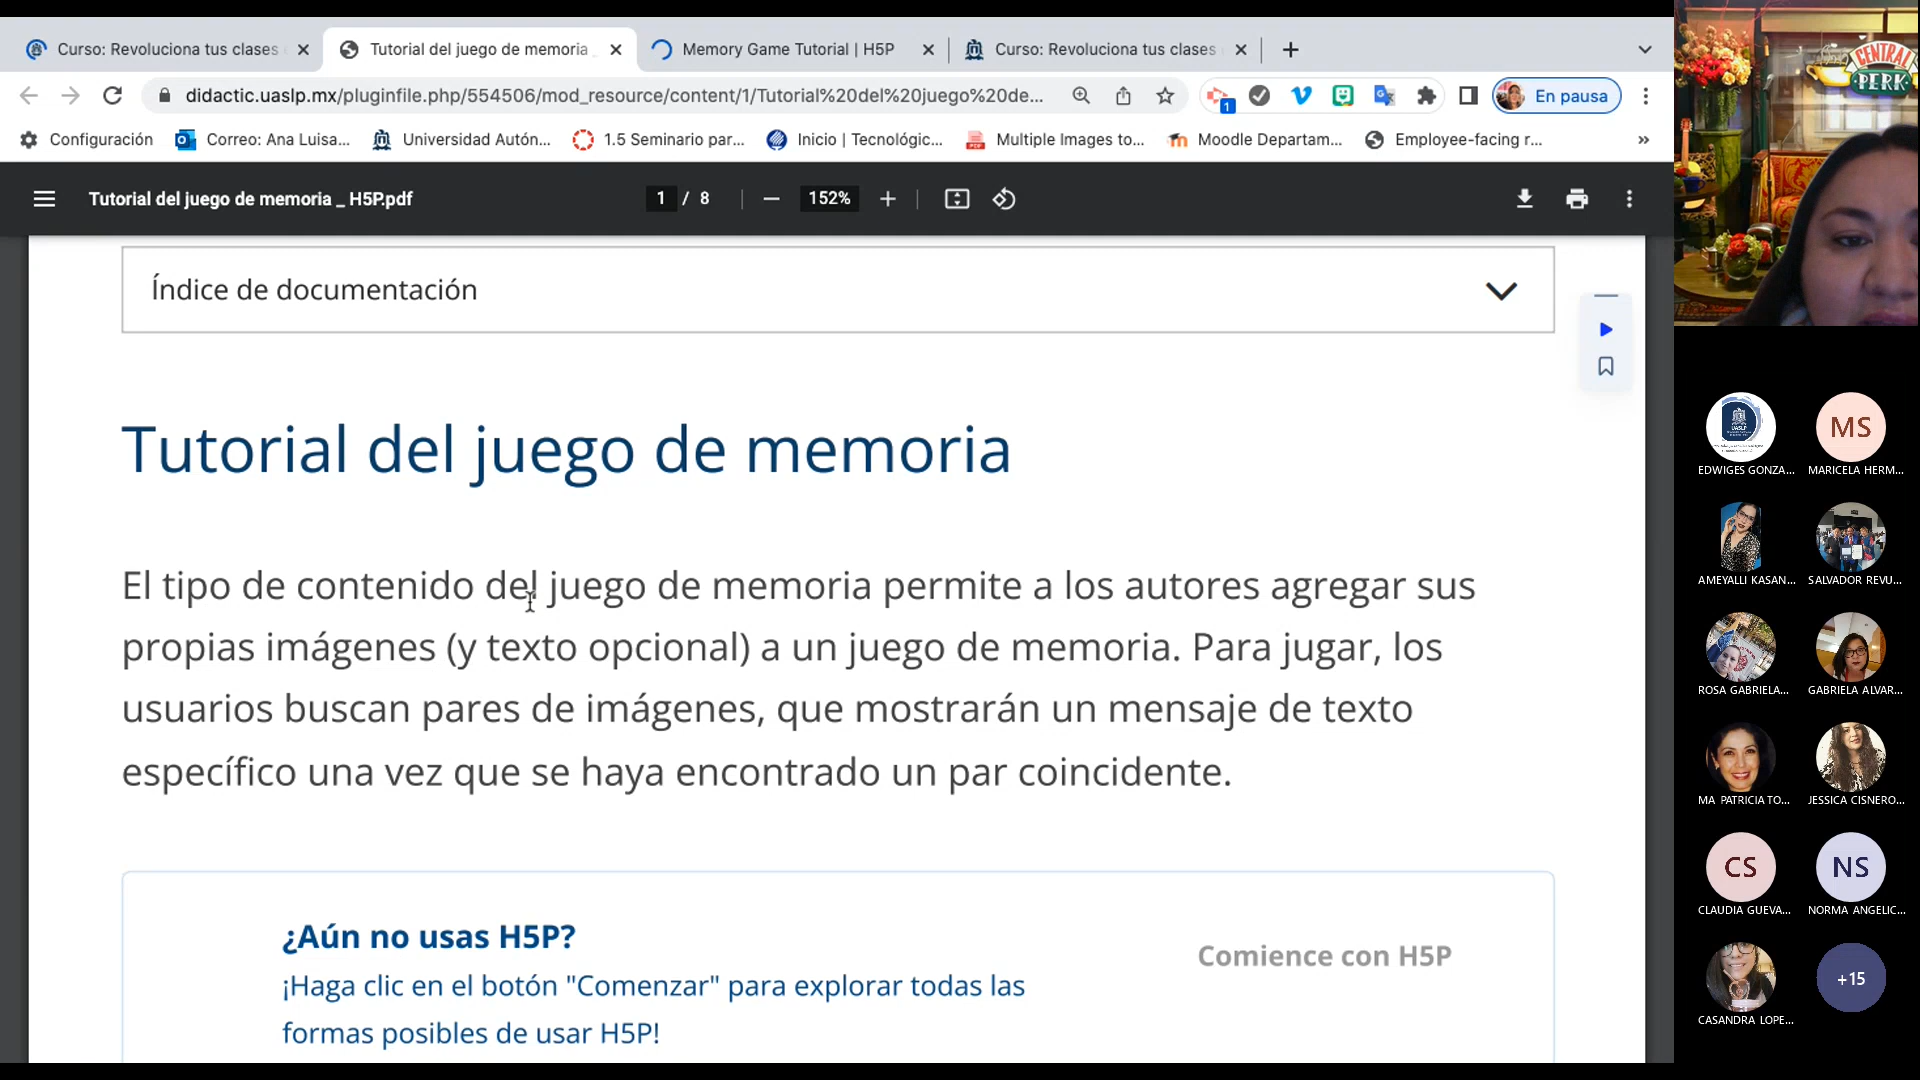 Curso: Revoluciona tus clases
Tutorial del juego de memoria
Memory Game Tutorial | H5P
Curso: Revoluciona tus clases
didactic.uaslp.mx/pluginfile.php/554506/mod_resource/content/1/Tutorial%20del%20juego%20de...
1
En pausa
Configuración
Correo: Ana Luisa...
Universidad Autón...
1.5 Seminario par...
Inicio | Tecnológic...
Multiple Images to...
Moodle Departam...
Employee-facing r...
»
Tutorial del juego de memoria _ H5P.pdf
1 / 8
152%
Índice de documentación
Tutorial del juego de memoria
El tipo de contenido del juego de memoria permite a los autores agregar sus
propias imágenes (y texto opcional) a un juego de memoria. Para jugar, los
usuarios buscan pares de imágenes, que mostrarán un mensaje de texto
específico una vez que se haya encontrado un par coincidente.
¿Aún no usas H5P?
¡Haga clic en el botón "Comenzar" para explorar todas las
formas posibles de usar H5P!
Comience con H5P
CENTRAL
PERK
UASLP
EDWIGES GONZA...
MS
MARICELA HERM...
AMEYALLI KASAN...
SALVADOR REVU...
ROSA GABRIELA...
GABRIELA ALVAR...
MA PATRICIA TO...
JESSICA CISNERO...
CS
CLAUDIA GUEVA...
NS
NORMA ANGELIC...
CASANDRA LOPE...
+15